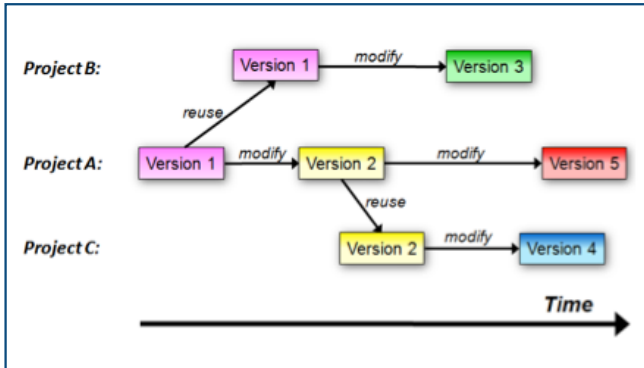 Project B:
Version 1
modify
Version 3
reuse
Project A:
Version 1
modify
Version 2
modify
Version 5
reuse
Project C:
Version 2
modify
Version 4
Time